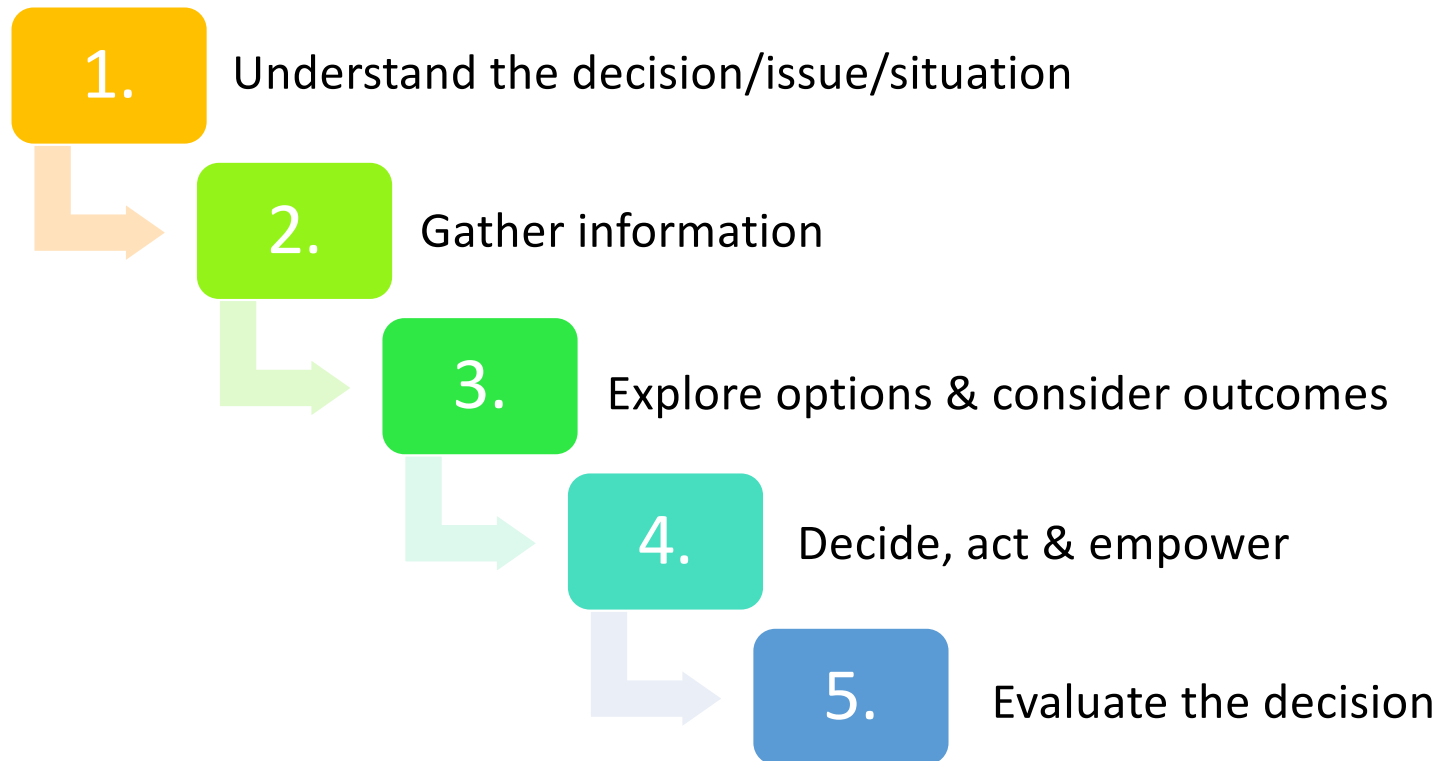 1. Understand the decision/issue/situation
2. Gather information
3. Explore options & consider outcomes
4. Decide, act & empower
5. Evaluate the decision